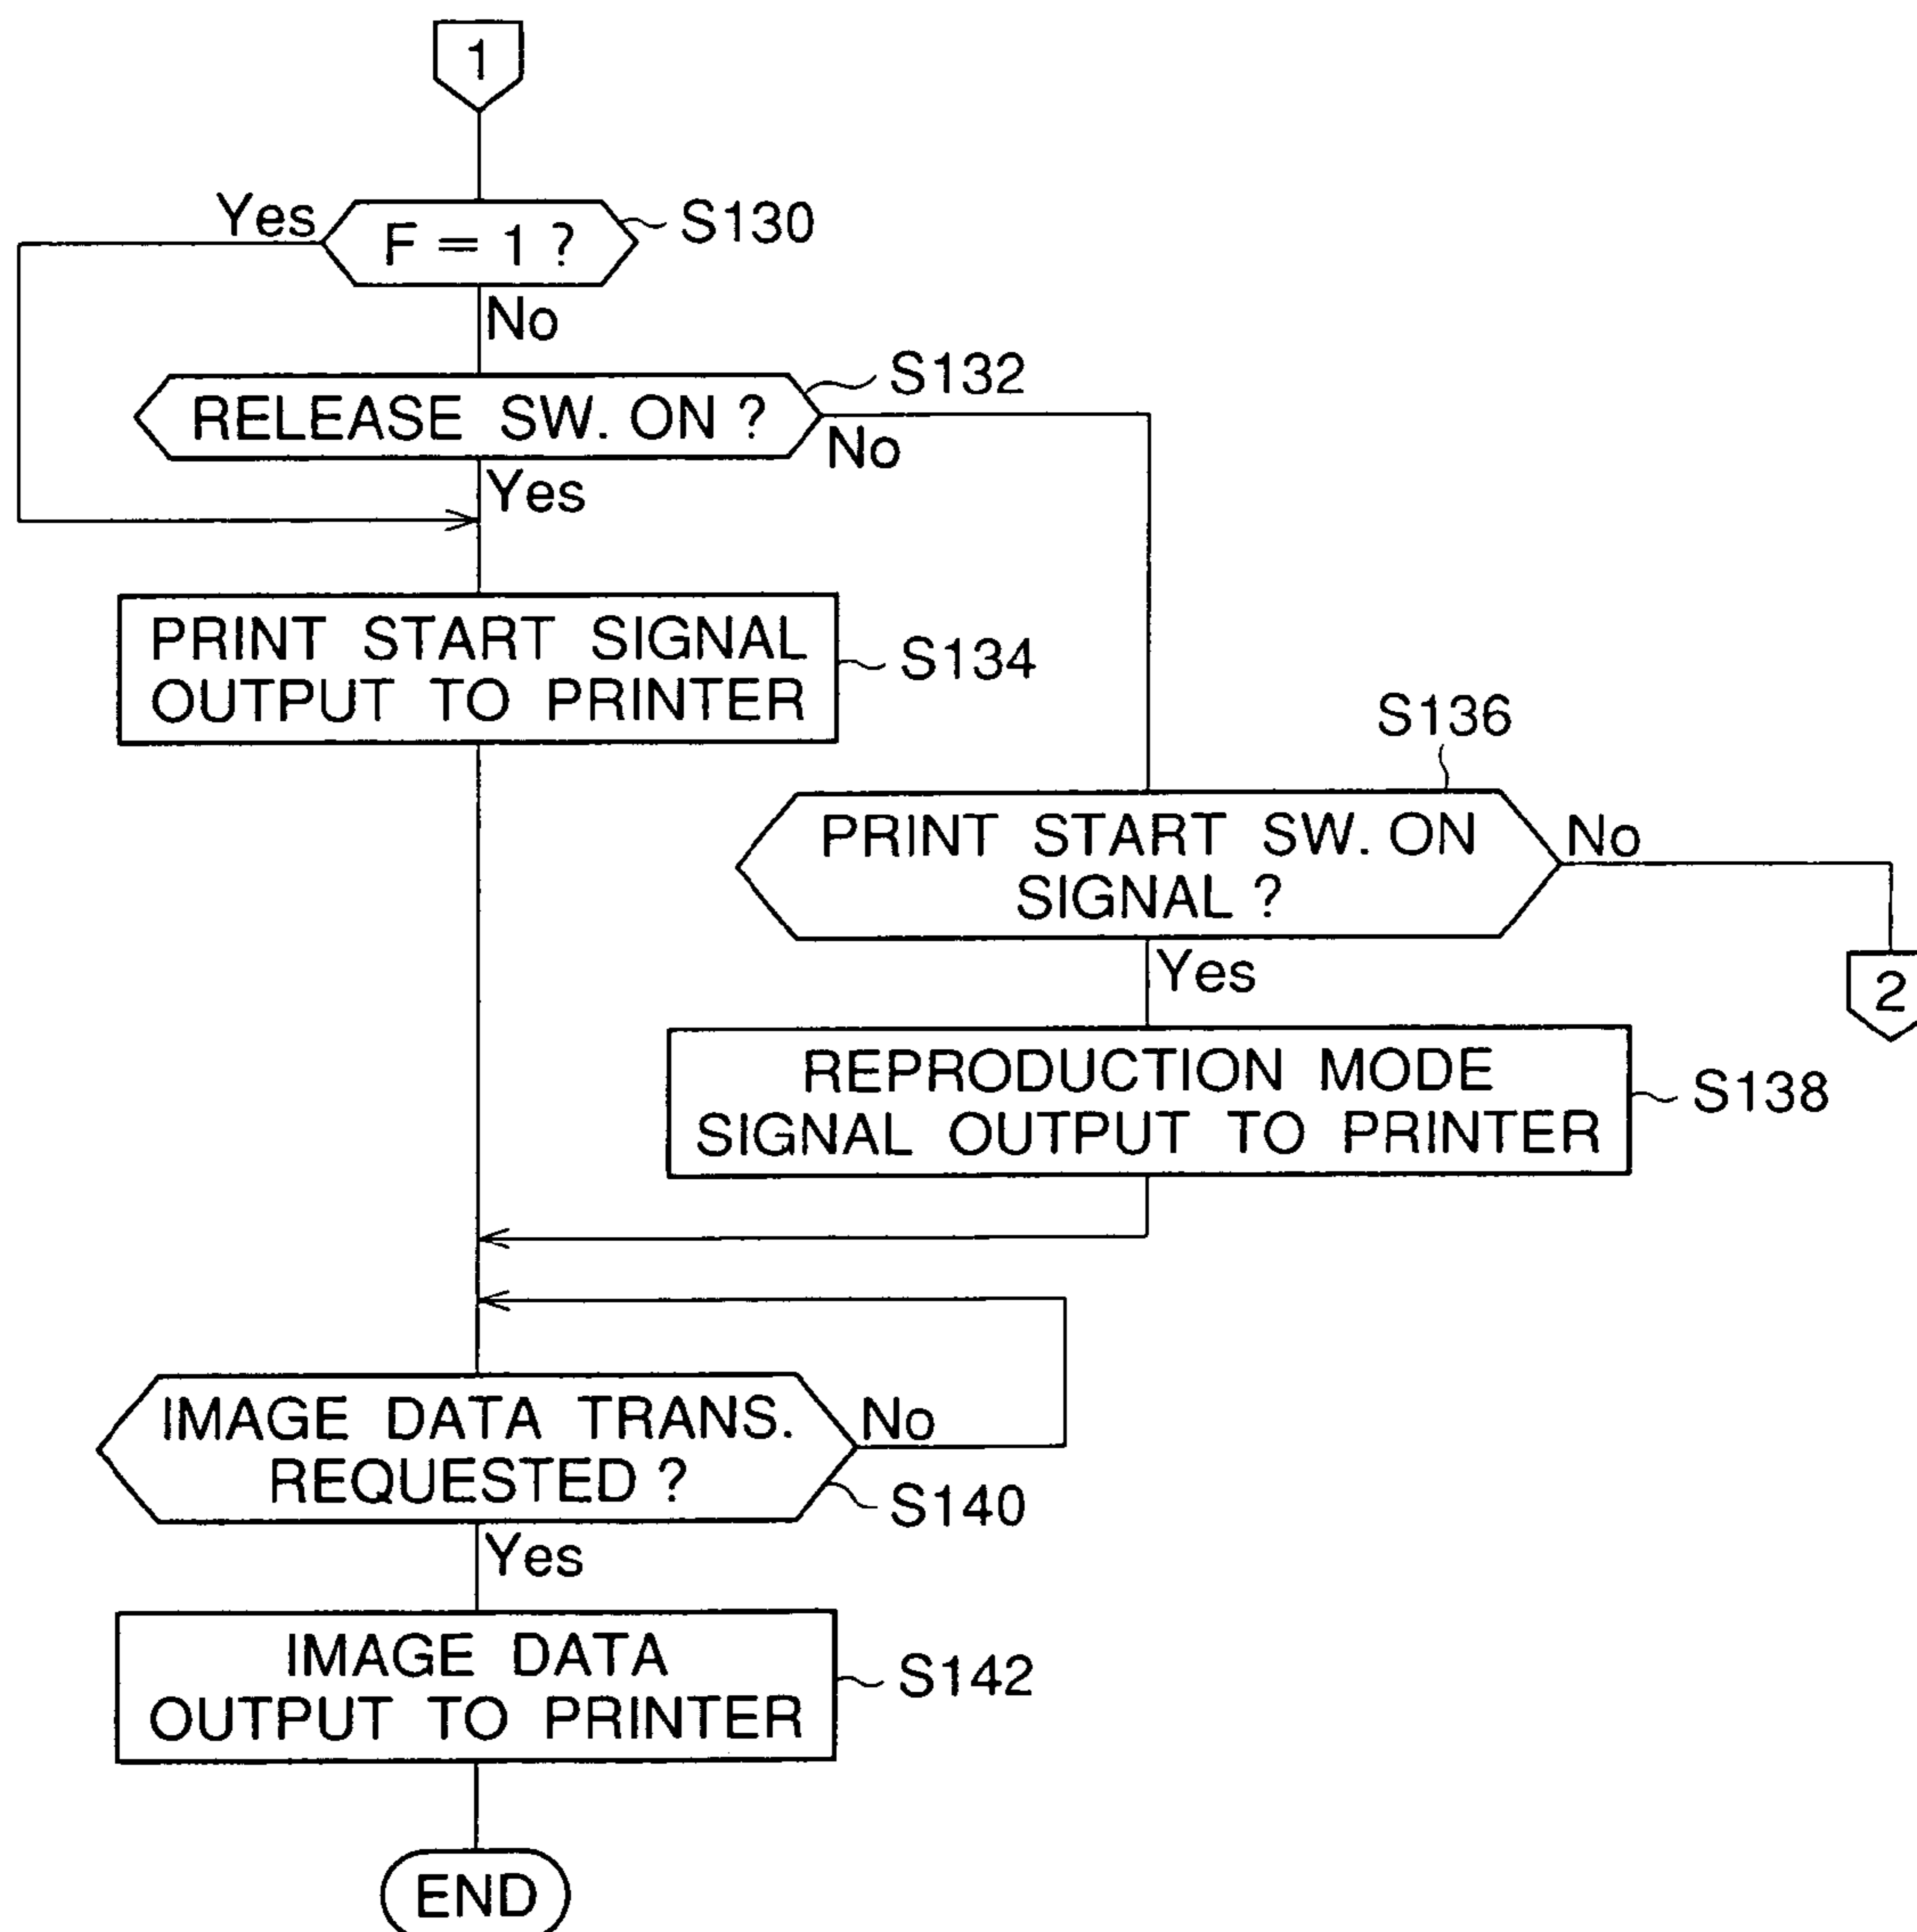 1
Yes
F = 1 ?
S130
No
RELEASE SW. ON ?
S132
No
Yes
PRINT START SIGNAL
OUTPUT TO PRINTER
S134
S136
PRINT START SW. ON
SIGNAL ?
No
Yes
2
REPRODUCTION MODE
SIGNAL OUTPUT TO PRINTER
S138
IMAGE DATA TRANS.
REQUESTED ?
No
S140
Yes
IMAGE DATA
OUTPUT TO PRINTER
S142
END